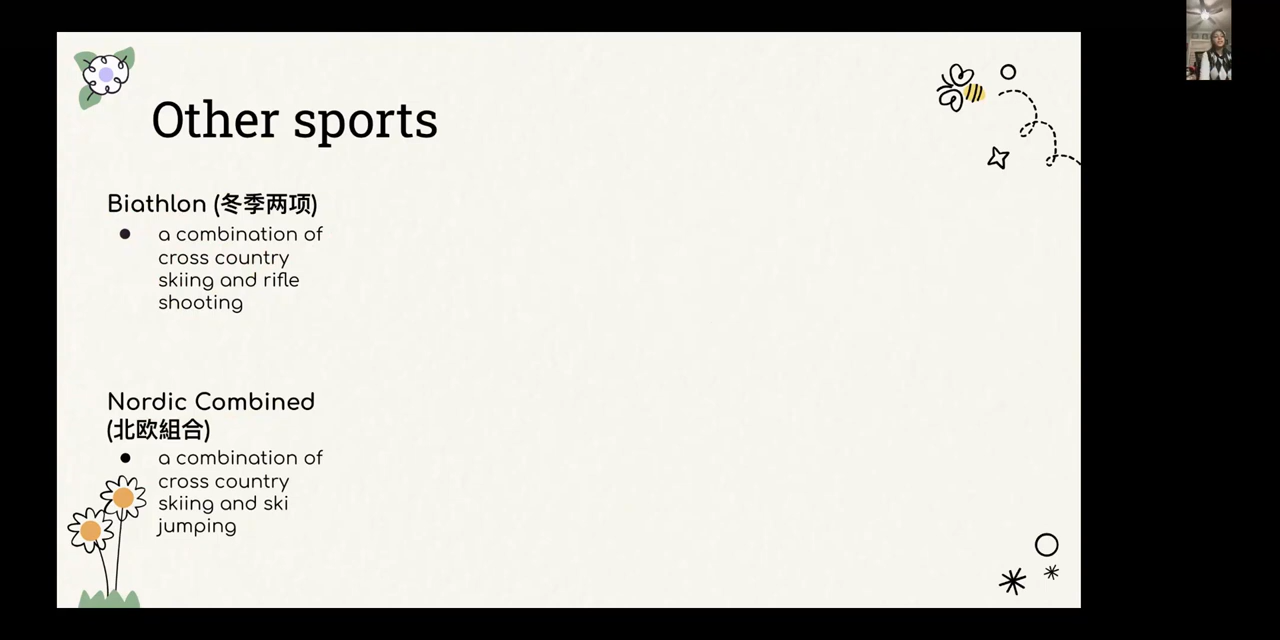 Other sports
Biathlon (冬季两项)
a combination of
cross country
skiing and rifle
shooting
Nordic Combined
(北欧組合)
a combination of
cross country
skiing and ski
jumping